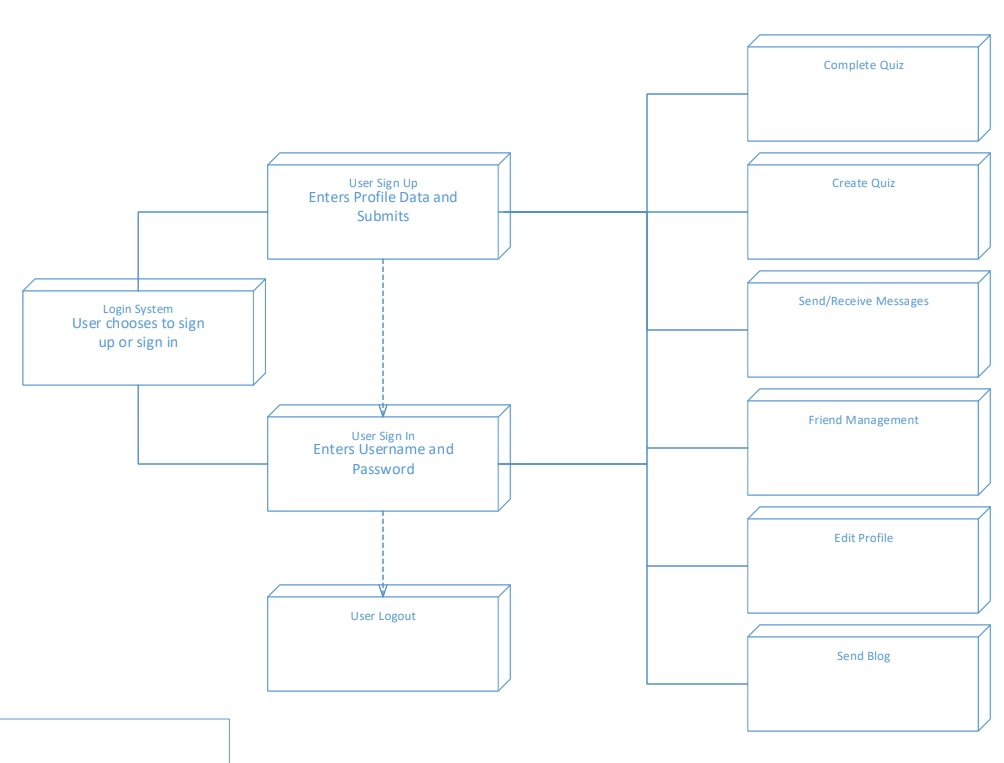 Complete Quiz
User Sign Up
Enters Profile Data and
Submits
Create Quiz
Login System
User chooses to sign
up or sign in
Send/Receive Messages
User Sign In
Enters Username and
Password
Friend Management
Edit Profile
User Logout
Send Blog